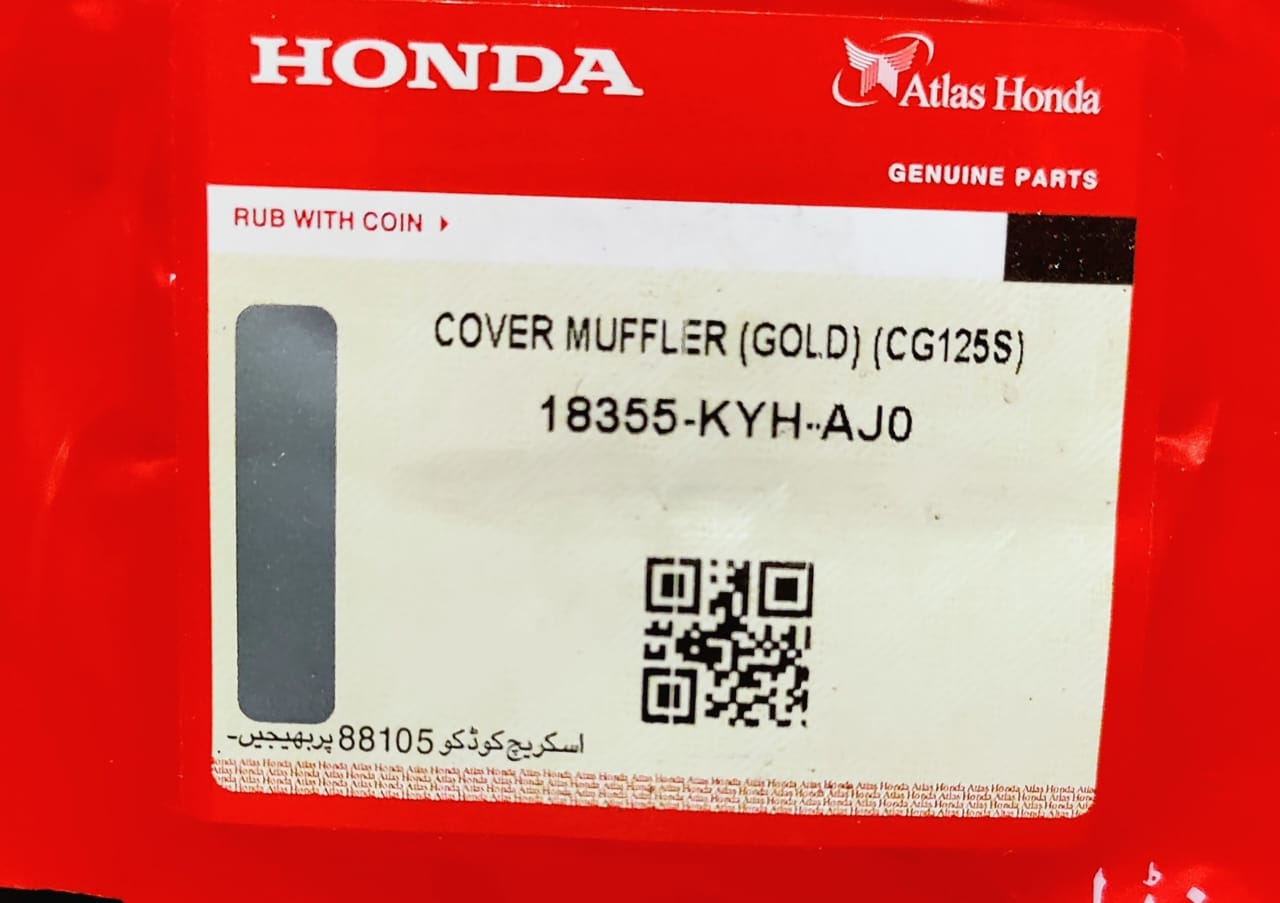 HONDA
Atlas Honda
GENUINE PARTS
RUB WITH COIN
COVER MUFFLER (GOLD) (CG125S)
18355-KYH-AJ0
اسکریچ کوڈ کو 88105 پر بھیجیں۔